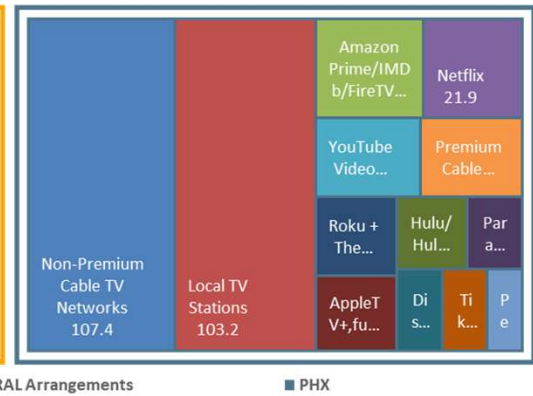 Amazon
Prime/IMD
b/FireTV...
Netflix
21.9
YouTube
Video...
Premium
Cable...
Roku +
The...
Hulu/
Hul...
Par
a...
Non-Premium
Cable TV
Networks
107.4
Local TV
Stations
103.2
AppleT
V+,fu...
Di
s...
Ti
k...
P
e
RAL Arrangements
PHX